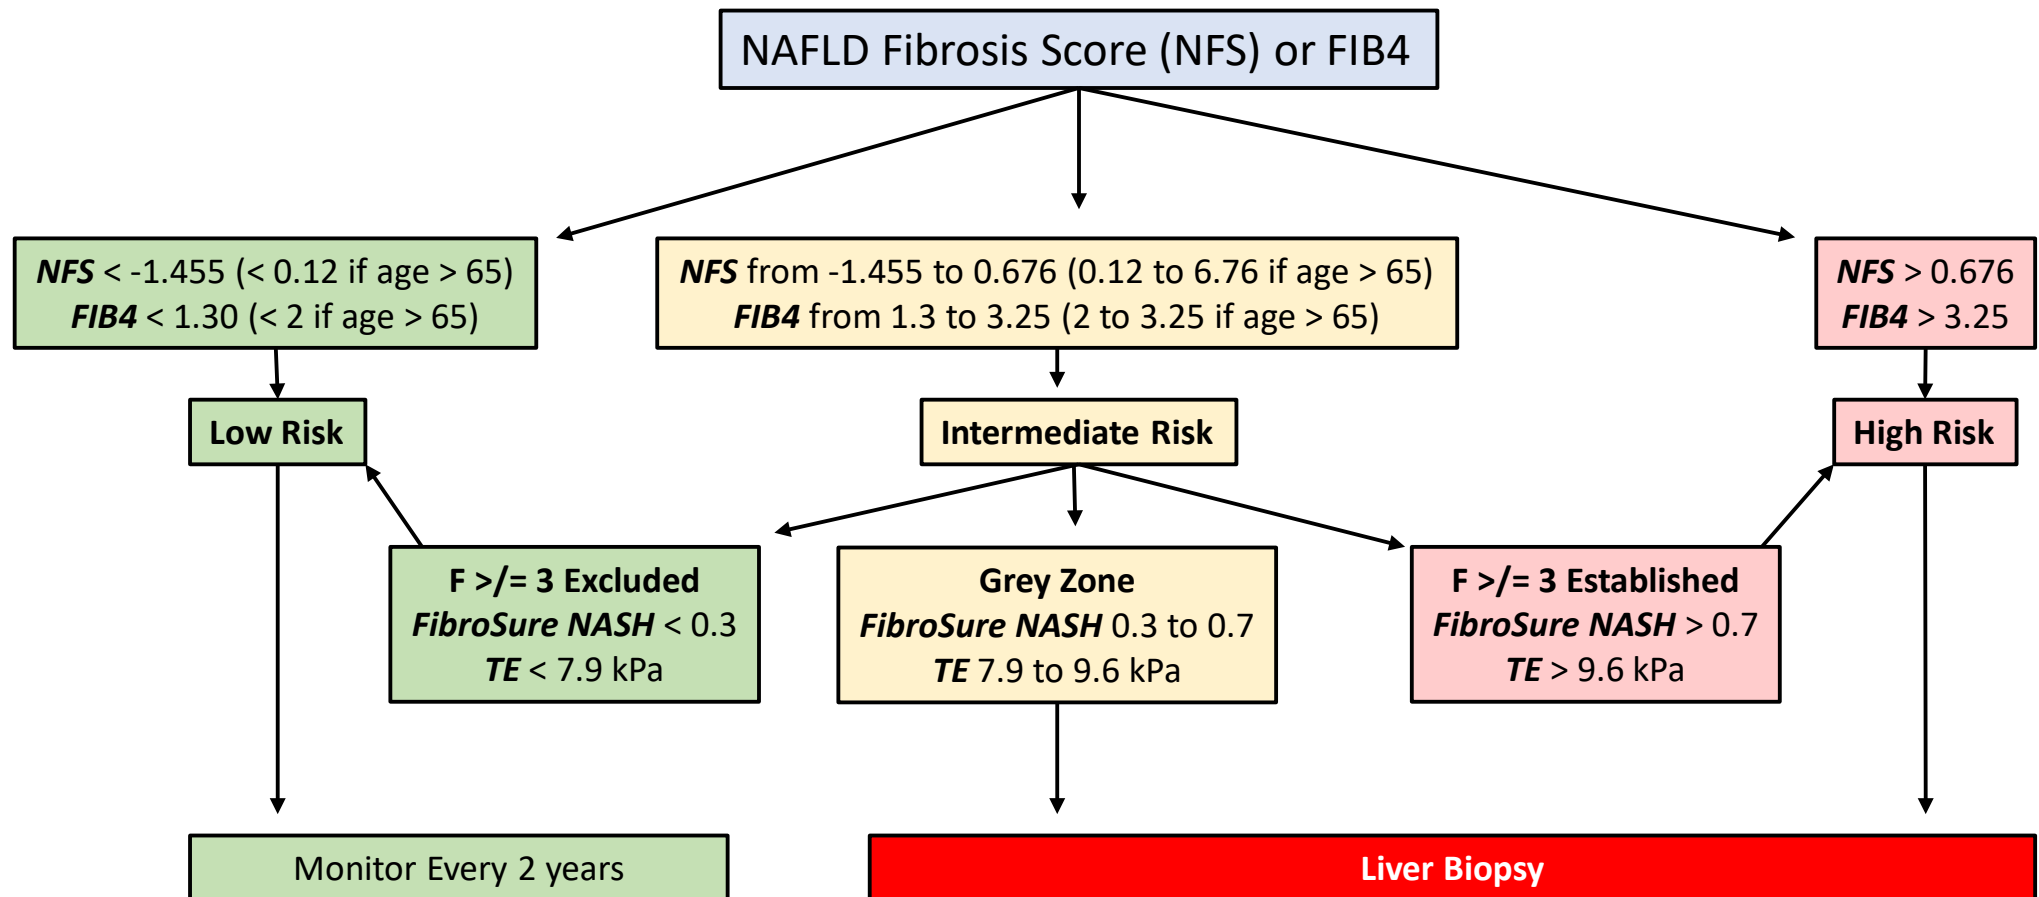 NAFLD Fibrosis Score (NFS) or FIB4
NFS < -1.455 (< 0.12 if age > 65)
FIB4 < 1.30 (< 2 if age > 65)
NFS from -1.455 to 0.676 (0.12 to 6.76 if age > 65)
FIB4 from 1.3 to 3.25 (2 to 3.25 if age > 65)
NFS > 0.676
FIB4 > 3.25
Low Risk
Intermediate Risk
High Risk
F >/= 3 Excluded
FibroSure NASH < 0.3
TE < 7.9 kPa
Grey Zone
FibroSure NASH 0.3 to 0.7
TE 7.9 to 9.6 kPa
F >/= 3 Established
FibroSure NASH > 0.7
TE > 9.6 kPa
Monitor Every 2 years
Liver Biopsy